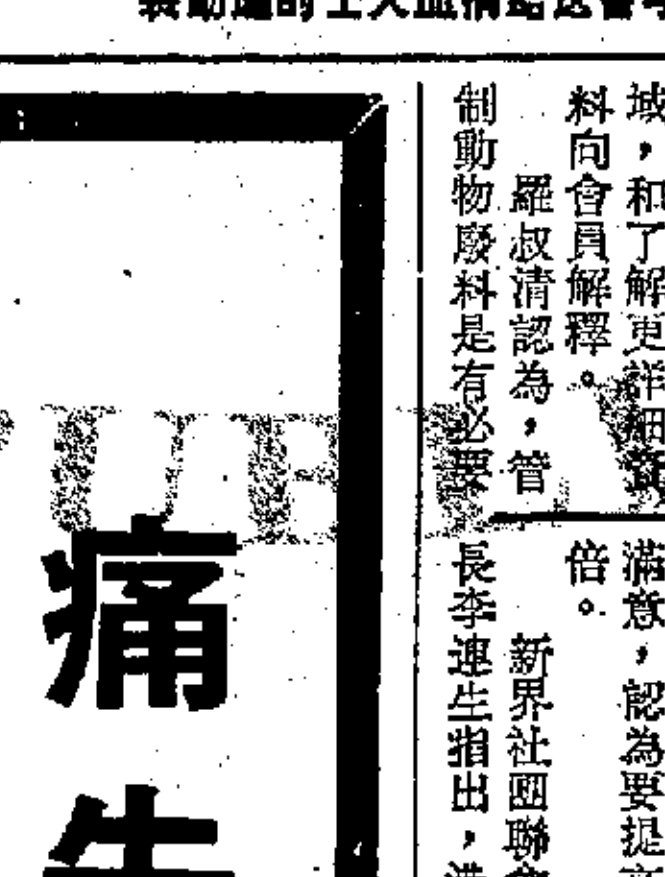 域,和了解更詳細資
料向會員解釋。
羅叔清認為,管
制動物廢料是有必要
滿意,認為要提
倍。
新界社團聯會
長李連生指出,
痛